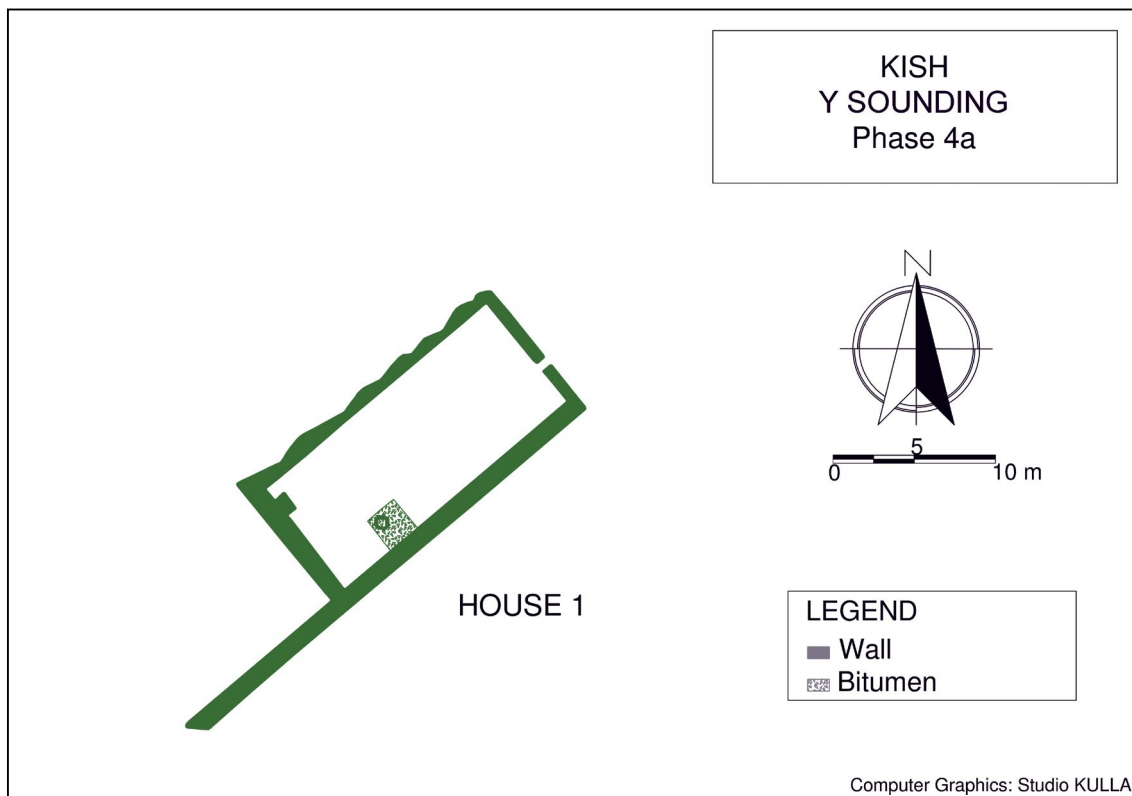 KISH
Y SOUNDING
Phase 4a
N
5
0 10 m
HOUSE 1
LEGEND
Wall
Bitumen
Computer Graphics: Studio KULLA